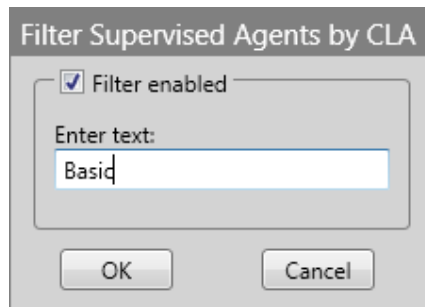 Filter Supervised Agents by CLA
Filter enabled
Enter text:
Basic
OK Cancel